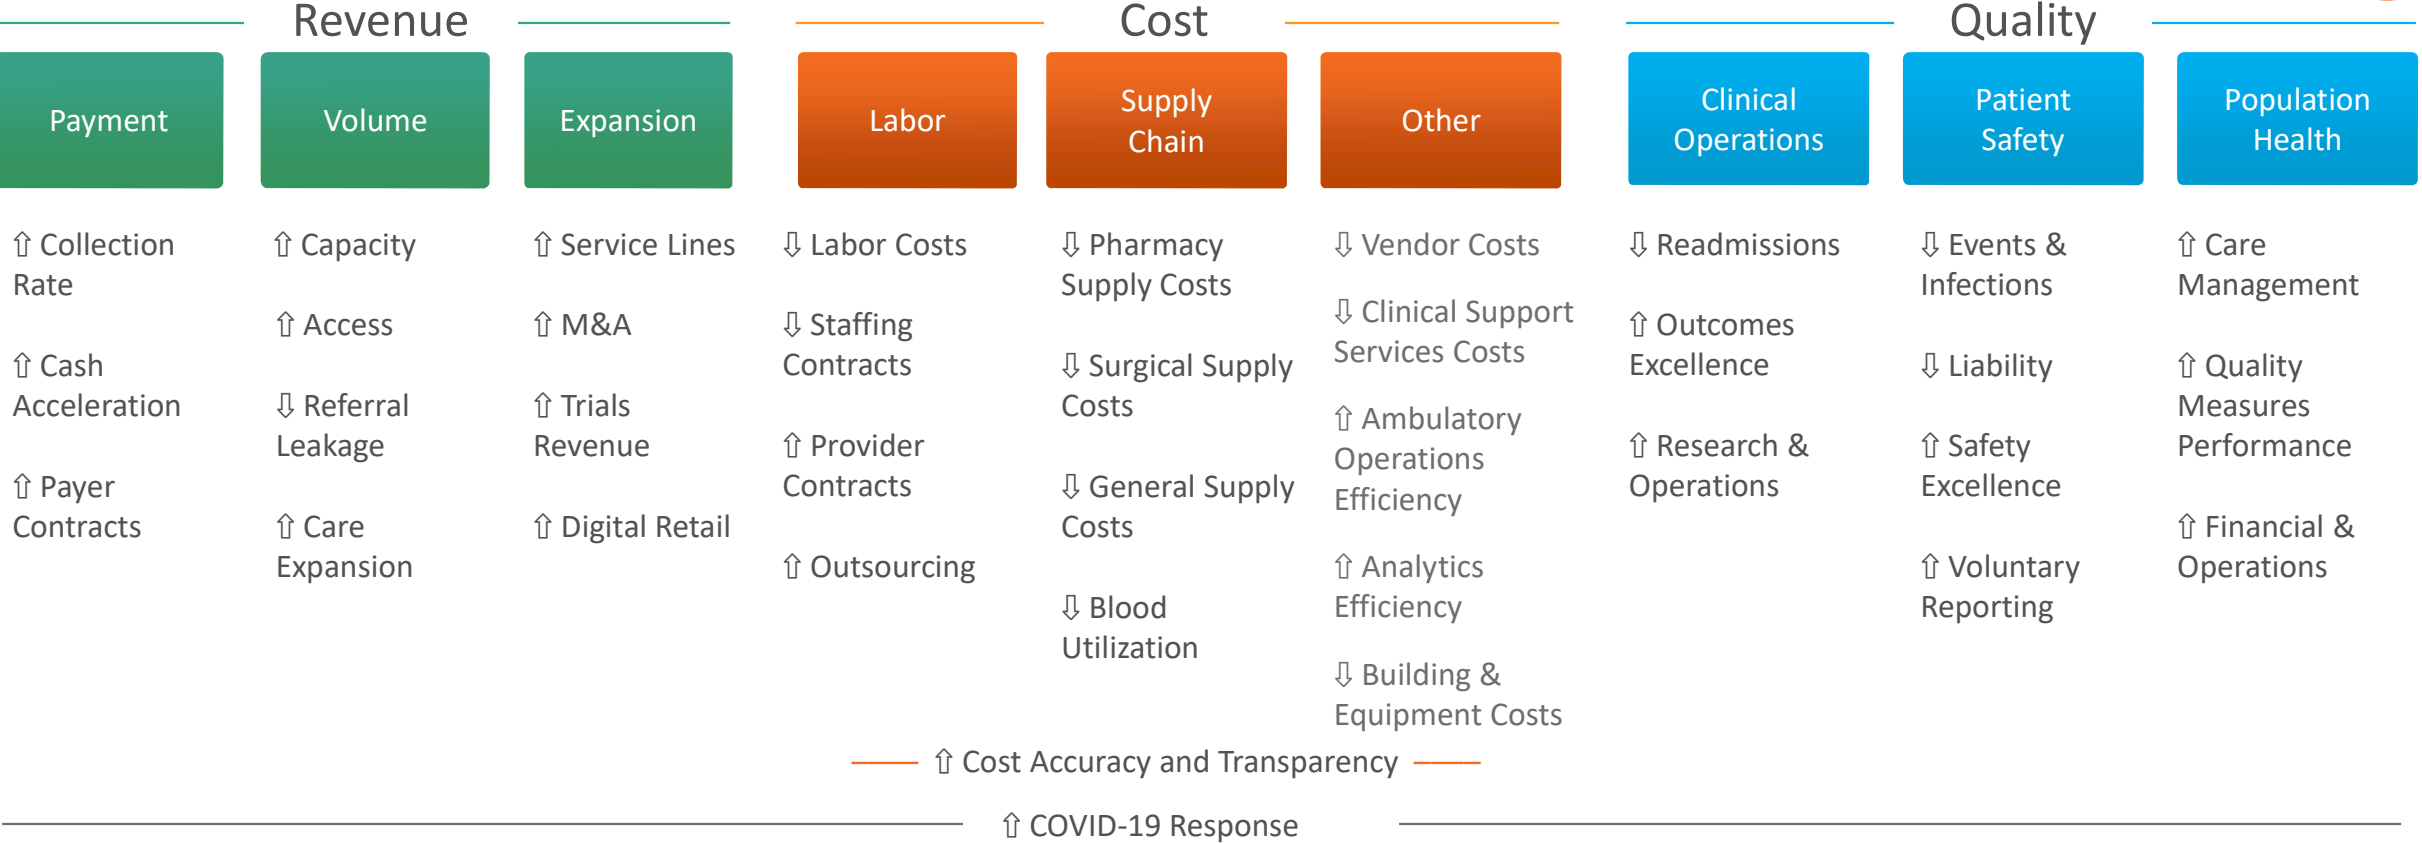 Revenue
Payment
Volume
Expansion
⇧ Collection
Rate
⇧ Cash
Acceleration
⇧ Payer
Contracts
⇧ Capacity
⇧ Access
⇩ Referral
Leakage
⇧ Care
Expansion
⇧ Service Lines
⇧ M&A
⇧ Trials
Revenue
⇧ Digital Retail
Cost
Labor
Supply
Chain
Other
⇩ Labor Costs
⇩ Staffing
Contracts
⇧ Provider
Contracts
⇧ Outsourcing
⇩ Pharmacy
Supply Costs
⇩ Surgical Supply
Costs
⇩ General Supply
Costs
⇩ Blood
Utilization
⇩ Vendor Costs
⇩ Clinical Support
Services Costs
⇧ Ambulatory
Operations
Efficiency
⇧ Analytics
Efficiency
⇩ Building &
Equipment Costs
⇧ Cost Accuracy and Transparency
Quality
Clinical
Operations
Patient
Safety
Population
Health
⇩ Readmissions
⇧ Outcomes
Excellence
⇧ Research &
Operations
⇩ Events &
Infections
⇩ Liability
⇧ Safety
Excellence
⇧ Voluntary
Reporting
⇧ Care
Management
⇧ Quality
Measures
Performance
⇧ Financial &
Operations
⇧ COVID-19 Response